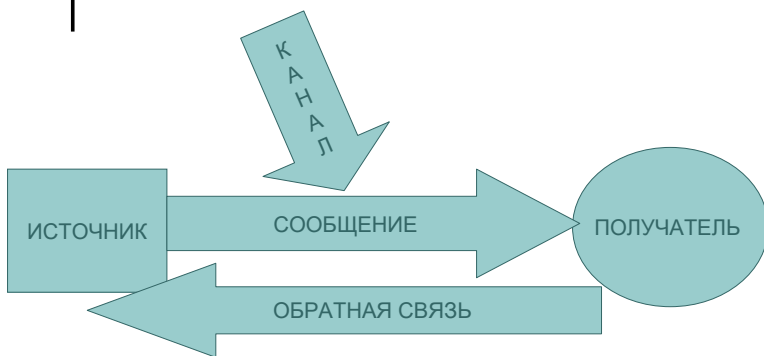 КАНАЛ
ИСТОЧНИК
СООБЩЕНИЕ
ПОЛУЧАТЕЛЬ
ОБРАТНАЯ СВЯЗЬ